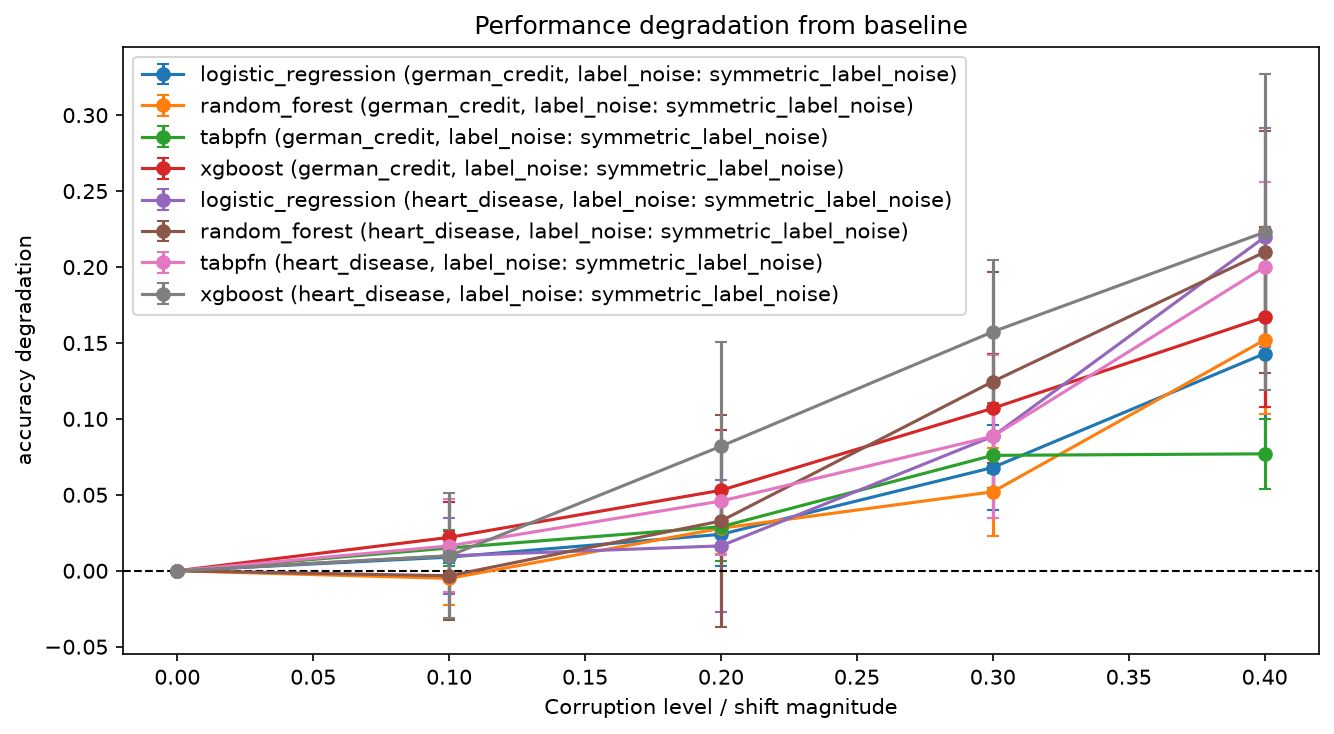 Performance degradation from baseline
logistic_regression (german_credit, label_noise: symmetric_label_noise)
random_forest (german_credit, label_noise: symmetric_label_noise)
tabpfn (german_credit, label_noise: symmetric_label_noise)
xgboost (german_credit, label_noise: symmetric_label_noise)
logistic_regression (heart_disease, label_noise: symmetric_label_noise)
random_forest (heart_disease, label_noise: symmetric_label_noise)
tabpfn (heart_disease, label_noise: symmetric_label_noise)
xgboost (heart_disease, label_noise: symmetric_label_noise)
accuracy degradation
0.30
0.25
0.20
0.15
0.10
0.05
0.00
−0.05
0.00 0.05 0.10 0.15 0.20 0.25 0.30 0.35 0.40
Corruption level / shift magnitude